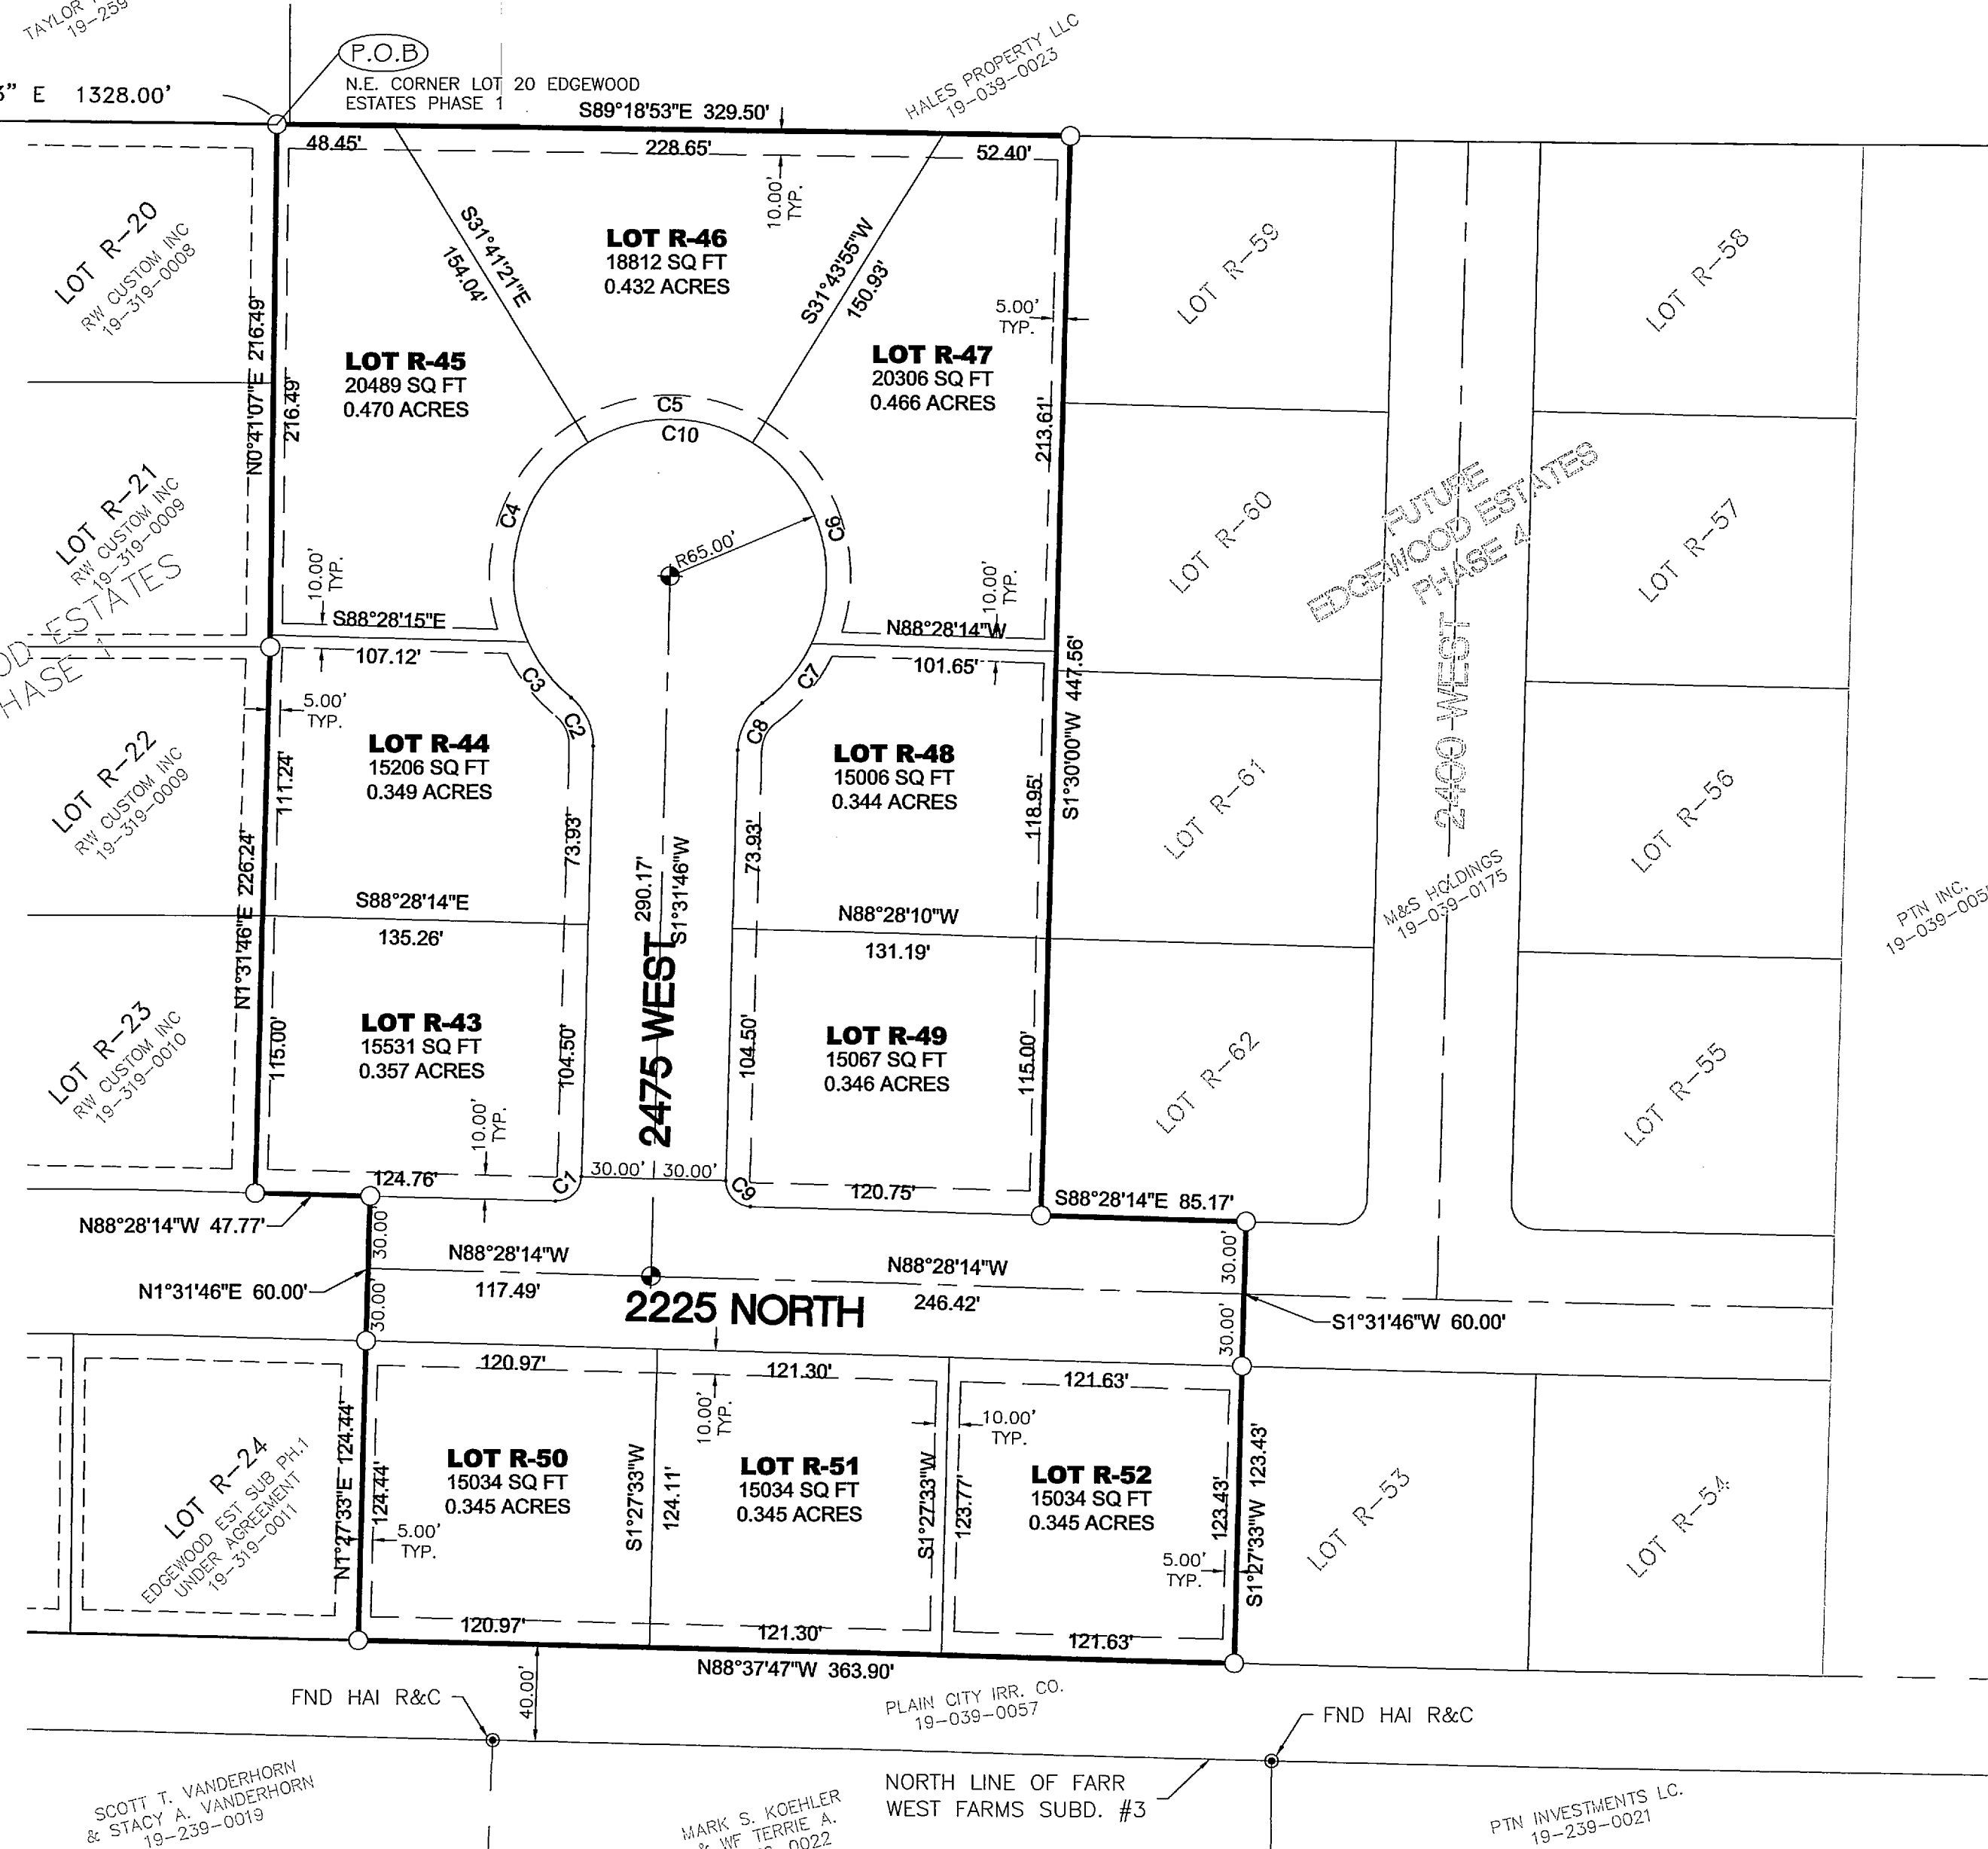 TAYLOR
19-259
P.O.B
N.E. CORNER LOT 20 EDGEWOOD
ESTATES PHASE 1
" E 1328.00'
S89°18'53"E 329.50'
HALES PROPERTY LLC
19-039-0023
48.45'
228.65'
52.40'
10.00'
TYP.
LOT R-20
RW CUSTOM INC
19-319-0008
S31°41'21"E
154.04'
LOT R-46
18812 SQ FT
0.432 ACRES
S31°43'55"W
150.93'
5.00'
TYP.
LOT R-59
LOT R-58
N0°41'07"E 216.49'
216.49'
LOT R-45
20489 SQ FT
0.470 ACRES
LOT R-47
20306 SQ FT
0.466 ACRES
213.61'
C5
C10
C4
C6
R65.00'
LOT R-21
RW CUSTOM INC
19-319-0009
OD ESTATES
HASE 1
10.00'
TYP.
10.00'
TYP.
LOT R-60
FUTURE
EDGEWOOD ESTATES
PHASE 4
LOT R-57
S88°28'15"E
107.12'
N88°28'14"W
101.65'
C3
C7
C2
C8
5.00'
TYP.
2400 WEST
S1°30'00"W 447.56'
LOT R-22
RW CUSTOM INC
19-319-0009
111.24'
LOT R-44
15206 SQ FT
0.349 ACRES
73.93'
73.93'
LOT R-48
15006 SQ FT
0.344 ACRES
118.95'
LOT R-61
LOT R-56
N1°31'46"E 226.24'
S88°28'14"E
135.26'
290.17'
S1°31'46"W
2475 WEST
N88°28'10"W
131.19'
M&S HOLDINGS
19-039-0175
PTN INC.
19-039-005
LOT R-23
RW CUSTOM INC
19-319-0010
115.00'
LOT R-43
15531 SQ FT
0.357 ACRES
104.50'
104.50'
LOT R-49
15067 SQ FT
0.346 ACRES
115.00'
LOT R-62
LOT R-55
10.00'
TYP.
124.76'
C1
30.00'
30.00'
C9
120.75'
S88°28'14"E 85.17'
N88°28'14"W 47.77'
30.00'
N88°28'14"W
117.49'
N88°28'14"W
246.42'
30.00'
N1°31'46"E 60.00'
30.00'
2225 NORTH
30.00'
S1°31'46"W 60.00'
120.97'
121.30'
121.63'
10.00'
TYP.
10.00'
TYP.
LOT R-24
EDGEWOOD EST SUB PH.1
UNDER AGREEMENT
19-319-0011
N1°27'33"E 124.44'
124.44'
LOT R-50
15034 SQ FT
0.345 ACRES
S1°27'33"W
124.11'
LOT R-51
15034 SQ FT
0.345 ACRES
S1°27'33"W
123.77'
LOT R-52
15034 SQ FT
0.345 ACRES
123.43'
S1°27'33"W 123.43'
LOT R-53
LOT R-54
5.00'
TYP.
5.00'
TYP.
120.97'
121.30'
121.63'
N88°37'47"W 363.90'
40.00'
FND HAI R&C
PLAIN CITY IRR. CO.
19-039-0057
FND HAI R&C
NORTH LINE OF FARR
WEST FARMS SUBD. #3
SCOTT T. VANDERHORN
& STACY A. VANDERHORN
19-239-0019
MARK S. KOEHLER
& WF TERRIE A.
0022
PTN INVESTMENTS LC.
19-239-0021